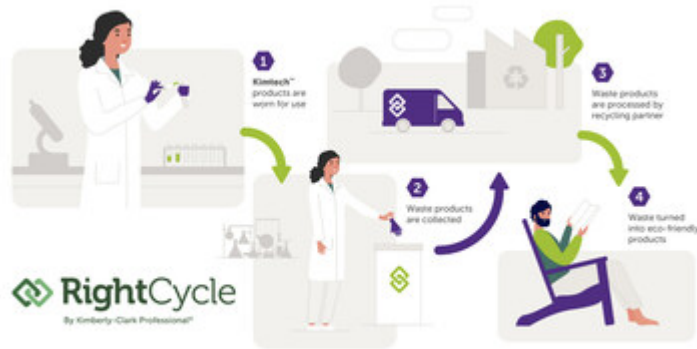 1
Kimtech™
products are
worn for use
2
Waste products
are collected
3
Waste products
are processed by
recycling partner
4
Waste turned
into eco-friendly
products
RightCycle
By Kimberly-Clark Professional™